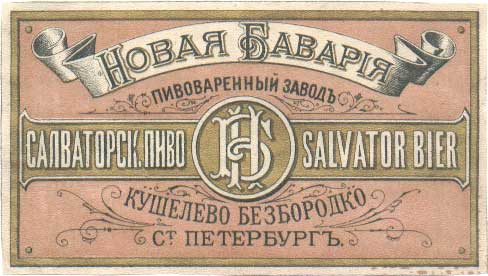 Новая Баварія
ПИВОВАРЕННЫЙ ЗАВОДЪ
САЛВАТОРСК. ПИВО
SALVATOR BIER
КУШЕЛЕВО БЕЗБОРОДКО
Ст. ПЕТЕРБУРГЪ.